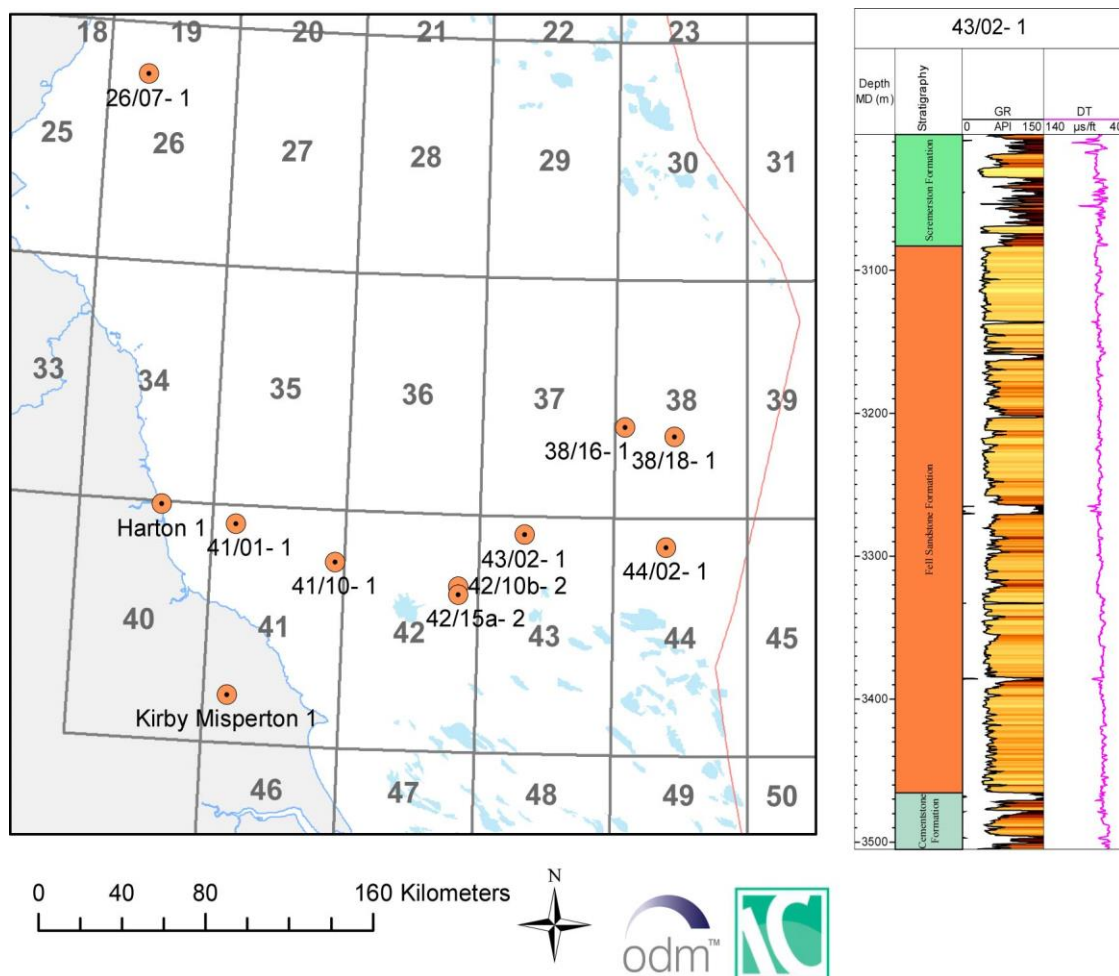 18 19 20 21 22 23
26/07- 1
25 26 27 28 29 30 31
33 34 35 36 37 38 39
38/16- 1 38/18- 1
Harton 1
41/01- 1
41/10- 1
43/02- 1
42/10b- 2
42/15a- 2
44/02- 1
40 41 42 43 44 45
Kirby Misperton 1
46 47 48 49 50
0 40 80 160 Kilometers
N
odm™
1C
43/02- 1
Depth
MD (m)
Stratigraphy
GR
0 API 150
DT
140 µs/ft 40
Scremerston Formation
3100
3200
Fell Sandstone Formation
3300
3400
Cementstone
Formation
3500